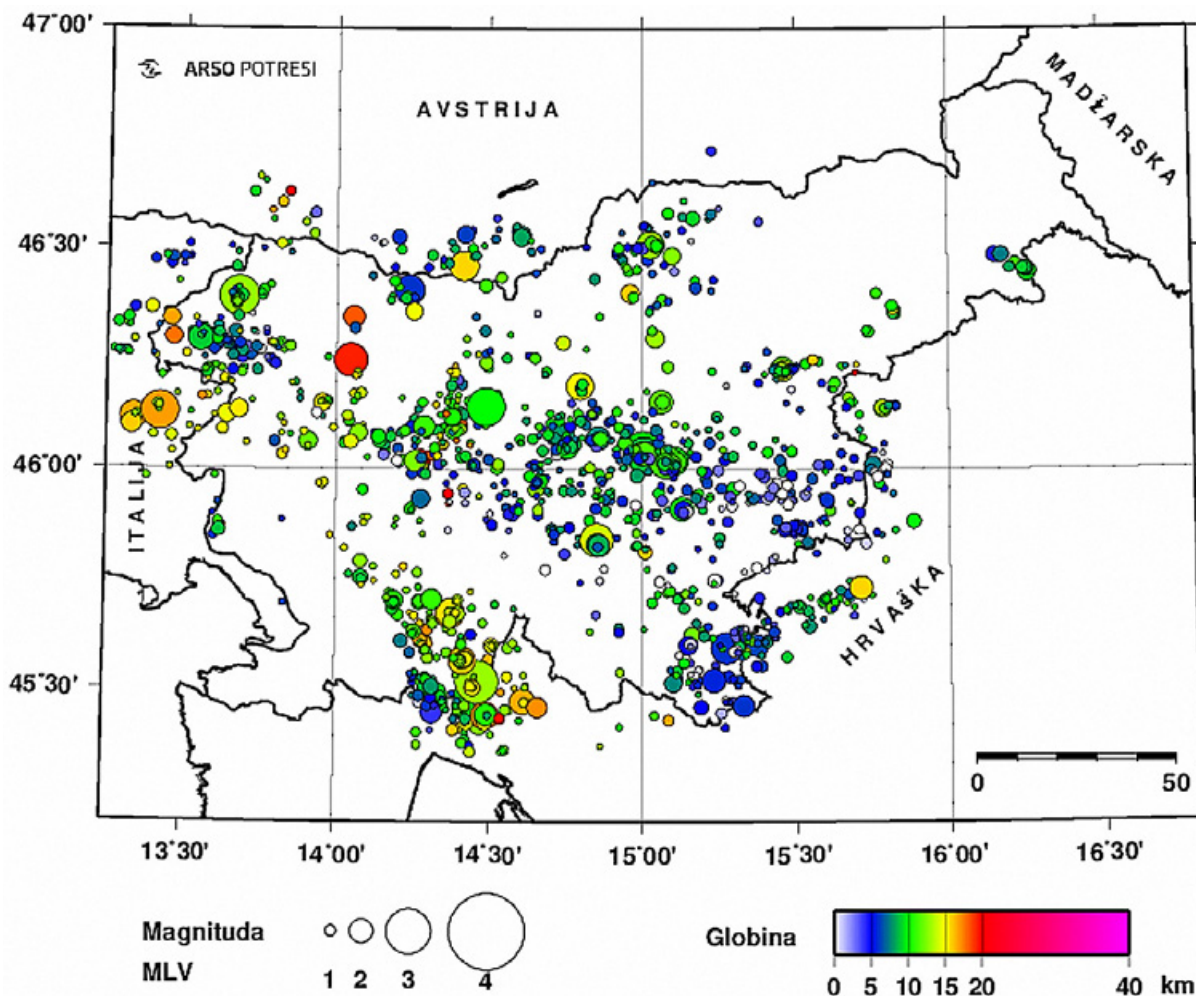 47°00'
ARSO POTRESI
AVSTRIJA
MADŽARSKA
46°30'
46°00'
ITALIJA
HRVAŠKA
45°30'
0 50
13°30' 14°00' 14°30' 15°00' 15°30' 16°00' 16°30'
Magnituda
MLV 1 2 3 4
Globina
0 5 10 15 20 40 km